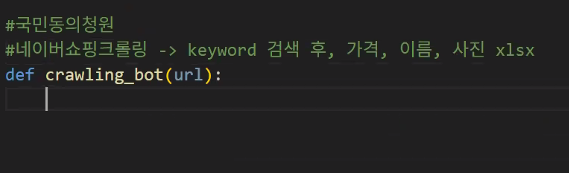 #국민동의청원
#네이버쇼핑크롤링 -> keyword 검색 후, 가격, 이름, 사진 xlsx
def crawling_bot(url):